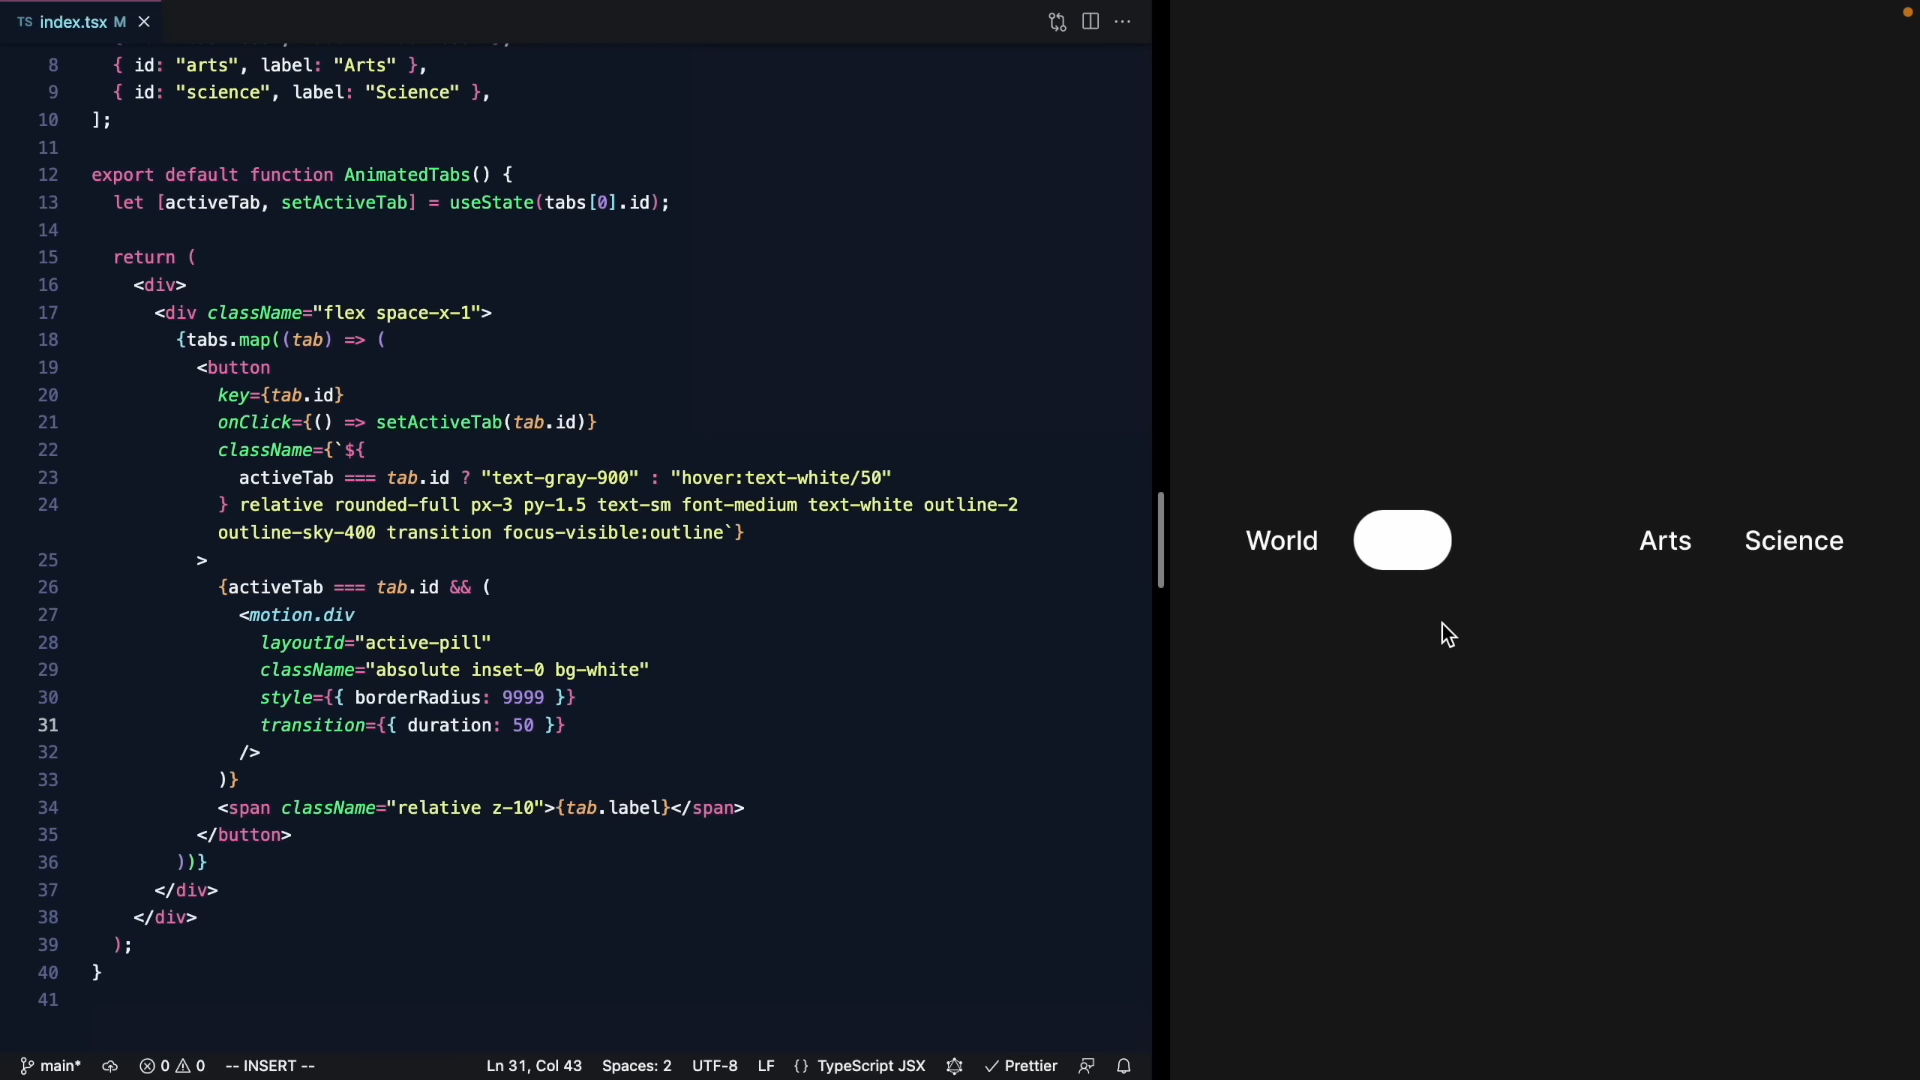 TS index.tsx M
8 { id: "arts", label: "Arts" },
9 { id: "science", label: "Science" },
10 ];
11
12 export default function AnimatedTabs() {
13 let [activeTab, setActiveTab] = useState(tabs[0].id);
14
15 return (
16 <div>
17 <div className="flex space-x-1">
18 {tabs.map((tab) => (
19 <button
20 key={tab.id}
21 onClick={() => setActiveTab(tab.id)}
22 className={`${
23 activeTab === tab.id ? "text-gray-900" : "hover:text-white/50"
24 } relative rounded-full px-3 py-1.5 text-sm font-medium text-white outline-2
outline-sky-400 transition focus-visible:outline`}
25 >
26 {activeTab === tab.id && (
27 <motion.div
28 layoutId="active-pill"
29 className="absolute inset-0 bg-white"
30 style={{ borderRadius: 9999 }}
31 transition={{ duration: 50 }}
32 />
33 )}
34 <span className="relative z-10">{tab.label}</span>
35 </button>
36 ))}
37 </div>
38 </div>
39 );
40 }
41
main* 0 0 -- INSERT -- Ln 31, Col 43 Spaces: 2 UTF-8 LF {} TypeScript JSX Prettier
World Arts Science